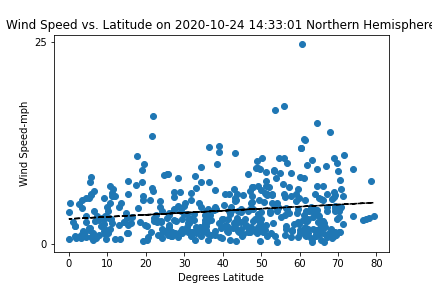 Wind Speed vs. Latitude on 2020-10-24 14:33:01 Northern Hemisphere
25
Wind Speed-mph
0
0 10 20 30 40 50 60 70 80
Degrees Latitude